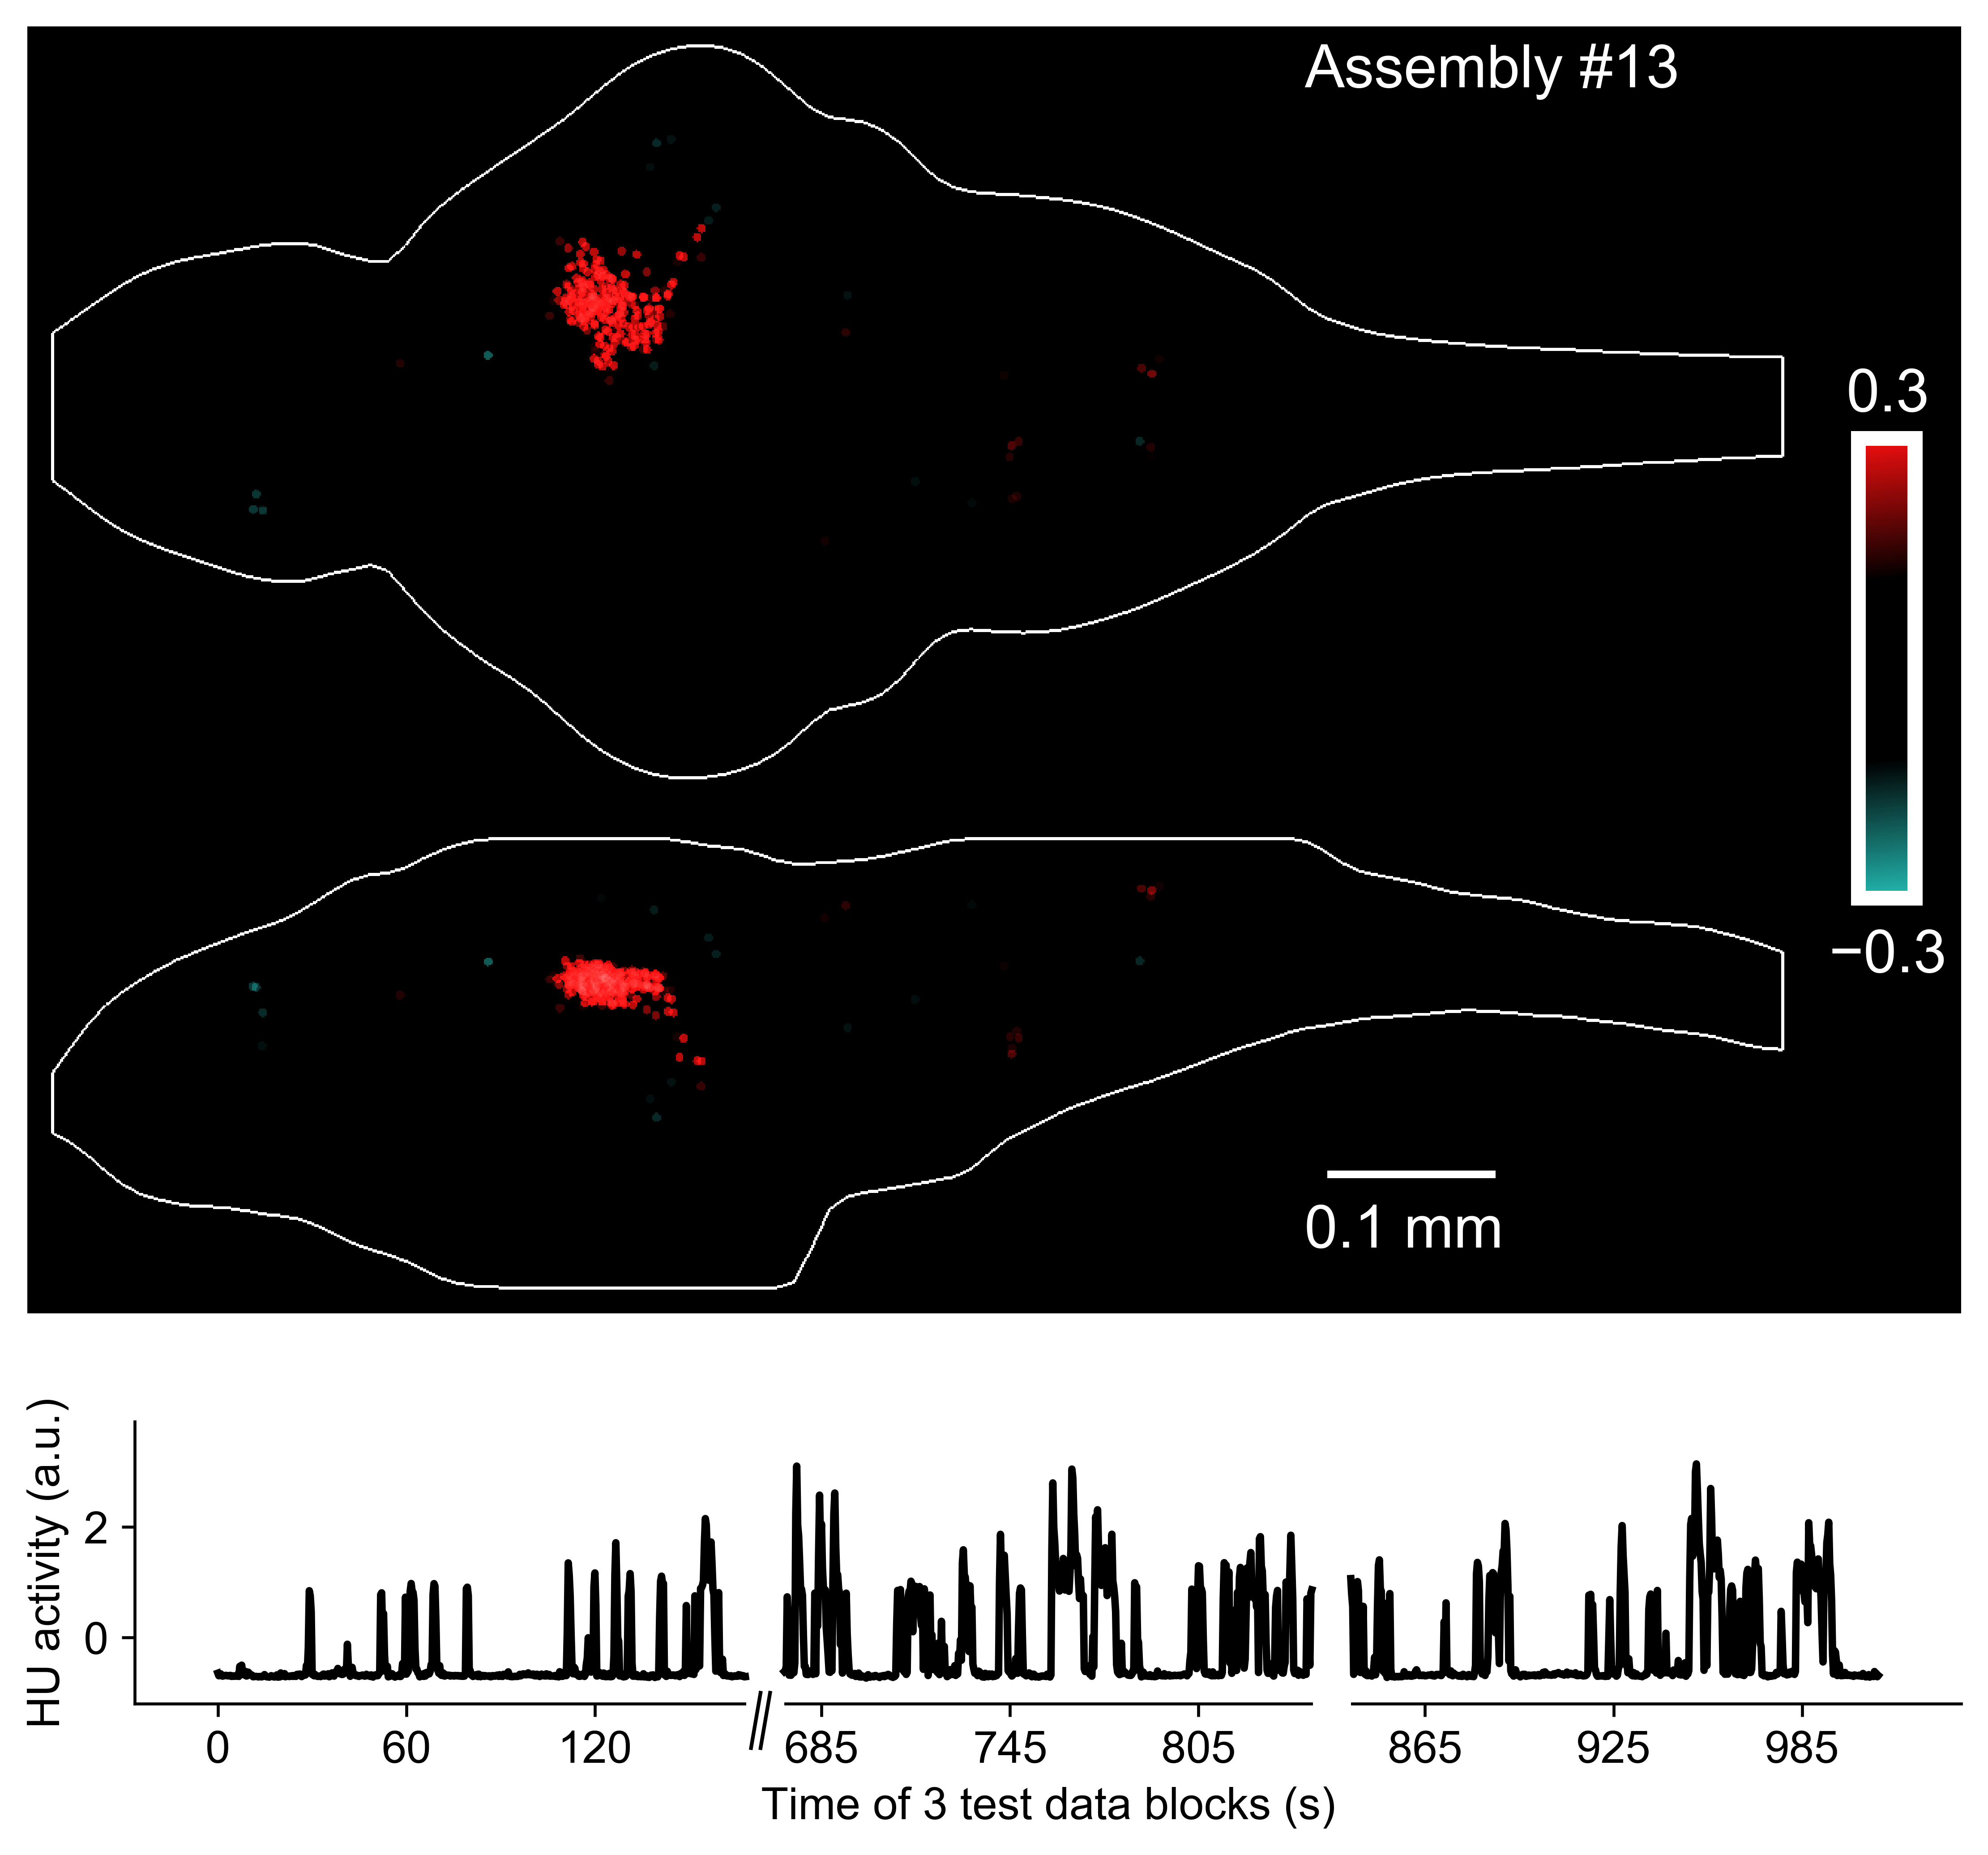 Assembly #13
0.3
−0.3
0.1 mm
HU activity (a.u.)
2
0
0 60 120 685 745 805 865 925 985
Time of 3 test data blocks (s)